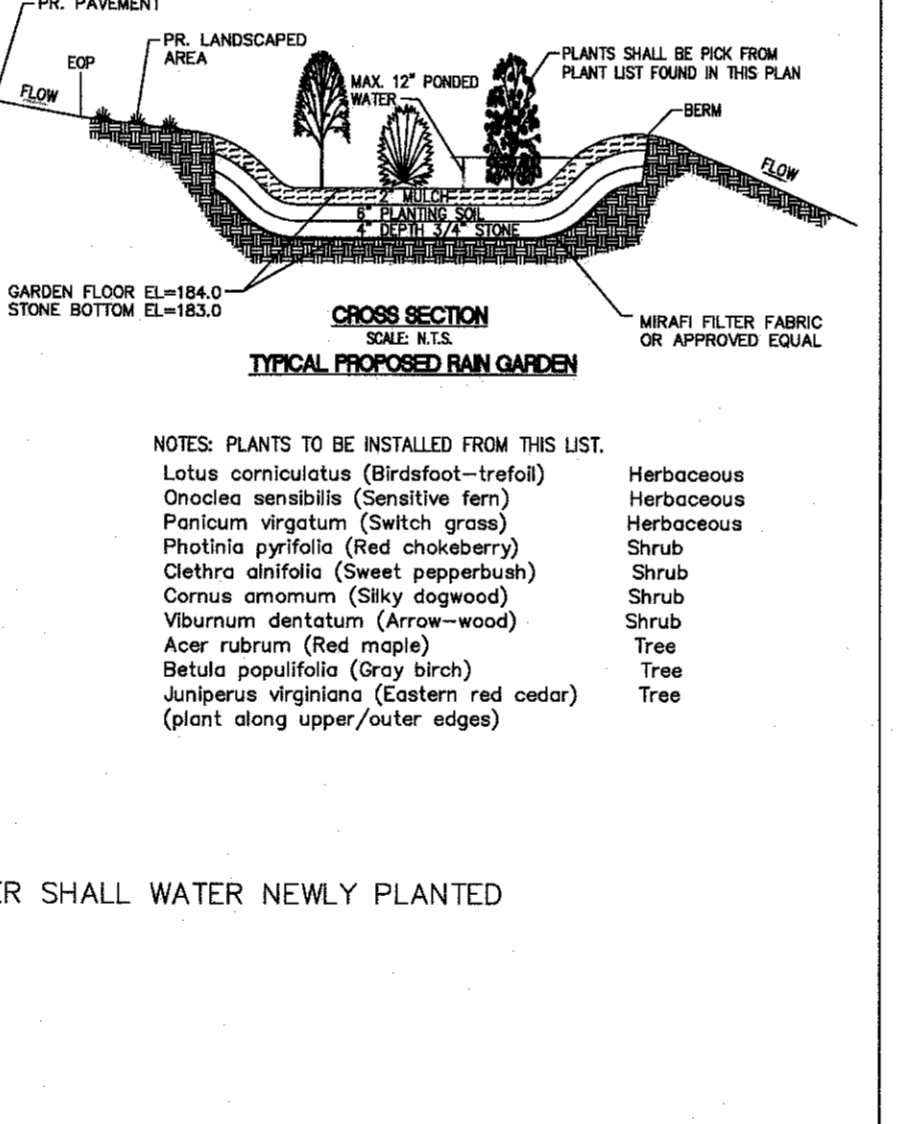 PR. PAVEMENT
PR. LANDSCAPED
AREA
EOP
FLOW
MAX. 12" PONDED
WATER
PLANTS SHALL BE PICK FROM
PLANT LIST FOUND IN THIS PLAN
BERM
FLOW
2" MULCH
6" PLANTING SOIL
4" DEPTH 3/4" STONE
GARDEN FLOOR EL=184.0
STONE BOTTOM EL=183.0
MIRAFI FILTER FABRIC
OR APPROVED EQUAL
CROSS SECTION
SCALE: N.T.S.
TYPICAL PROPOSED RAIN GARDEN
NOTES: PLANTS TO BE INSTALLED FROM THIS LIST.
Lotus corniculatus (Birdsfoot-trefoil) Herbaceous
Onoclea sensibilis (Sensitive fern) Herbaceous
Panicum virgatum (Switch grass) Herbaceous
Photinia pyrifolia (Red chokeberry) Shrub
Clethra alnifolia (Sweet pepperbush) Shrub
Cornus amomum (Silky dogwood) Shrub
Viburnum dentatum (Arrow-wood) Shrub
Acer rubrum (Red maple) Tree
Betula populifolia (Gray birch) Tree
Juniperus virginiana (Eastern red cedar) Tree
(plant along upper/outer edges)
ER SHALL WATER NEWLY PLANTED